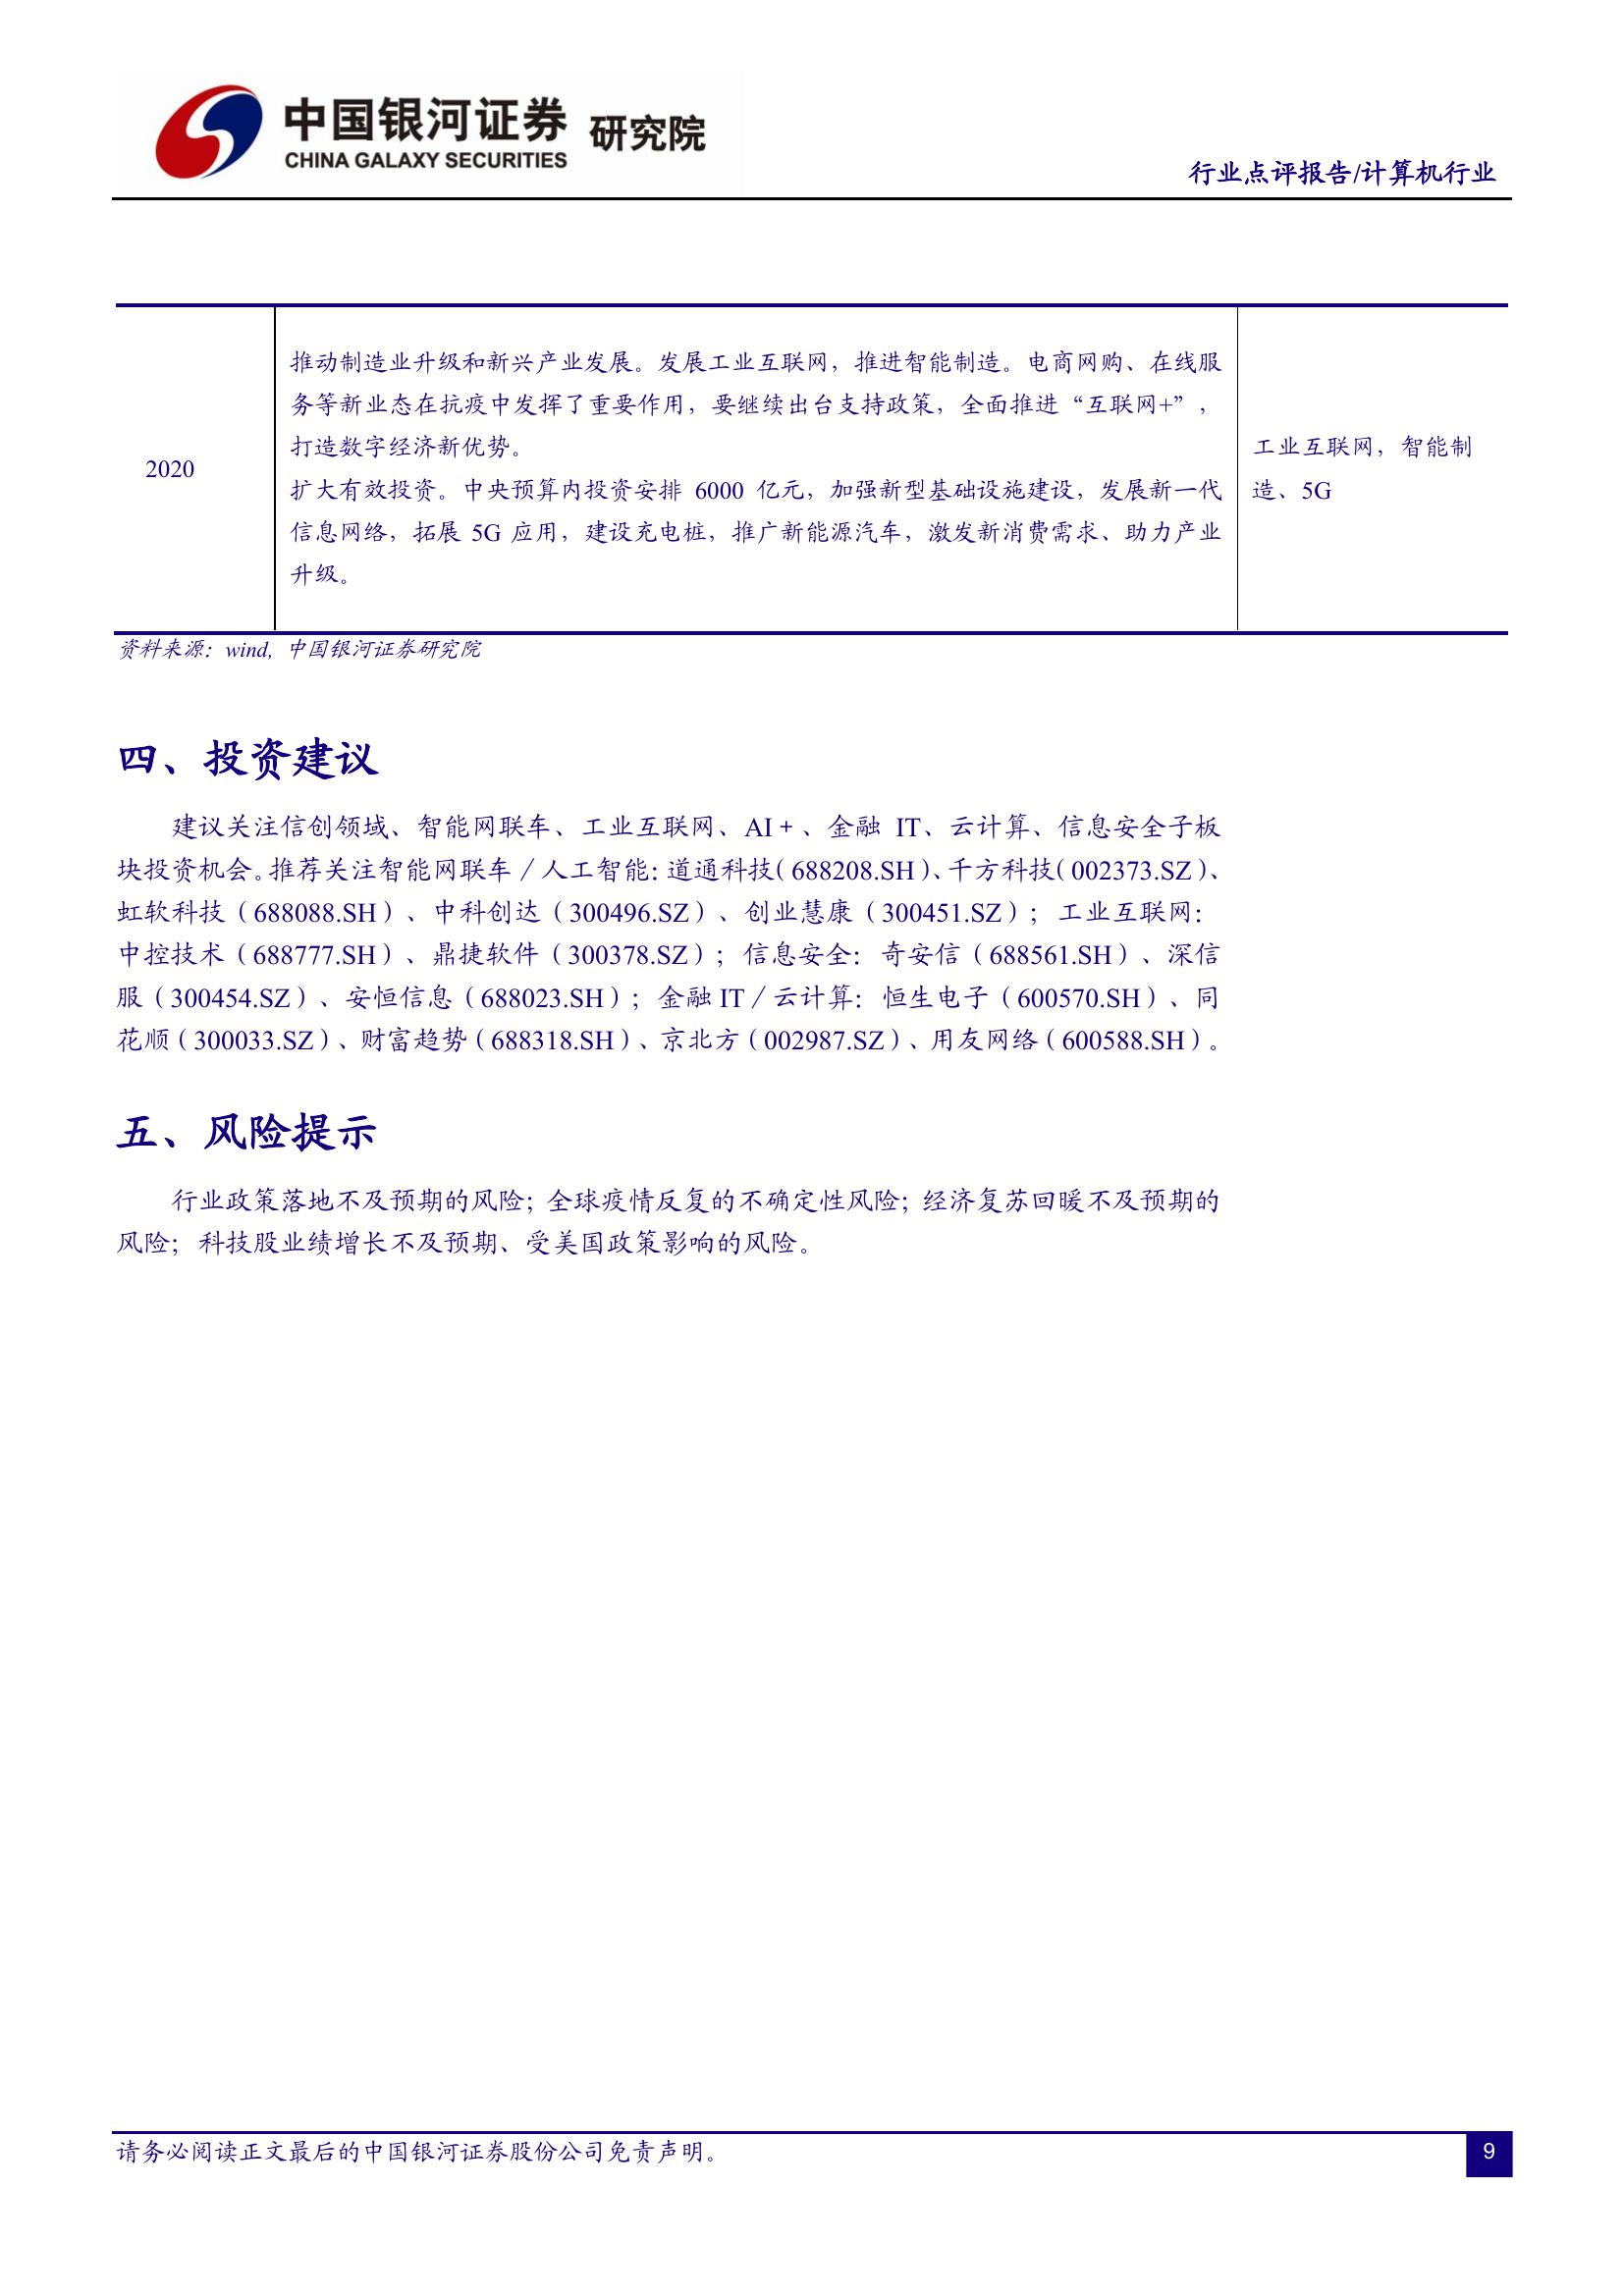 中国银河证券 研究院
CHINA GALAXY SECURITIES
行业点评报告/计算机行业
2020
推动制造业升级和新兴产业发展。发展工业互联网，推进智能制造。电商网购、在线服
务等新业态在抗疫中发挥了重要作用，要继续出台支持政策，全面推进“互联网+”，
打造数字经济新优势。
扩大有效投资。中央预算内投资安排 6000 亿元，加强新型基础设施建设，发展新一代
信息网络，拓展 5G 应用，建设充电桩，推广新能源汽车，激发新消费需求、助力产业
升级。
工业互联网，智能制
造、5G
资料来源：wind, 中国银河证券研究院
四、投资建议
建议关注信创领域、智能网联车、工业互联网、AI+、金融 IT、云计算、信息安全子板
块投资机会。推荐关注智能网联车／人工智能：道通科技（688208.SH）、千方科技（002373.SZ）、
虹软科技（688088.SH）、中科创达（300496.SZ）、创业慧康（300451.SZ）；工业互联网：
中控技术（688777.SH）、鼎捷软件（300378.SZ）；信息安全：奇安信（688561.SH）、深信
服（300454.SZ）、安恒信息（688023.SH）；金融 IT／云计算：恒生电子（600570.SH）、同
花顺（300033.SZ）、财富趋势（688318.SH）、京北方（002987.SZ）、用友网络（600588.SH）。
五、风险提示
行业政策落地不及预期的风险；全球疫情反复的不确定性风险；经济复苏回暖不及预期的
风险；科技股业绩增长不及预期、受美国政策影响的风险。
请务必阅读正文最后的中国银河证券股份公司免责声明。
9